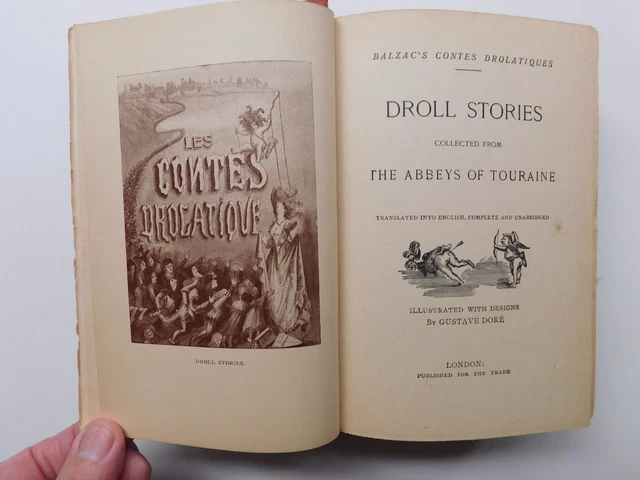 LES
CONTES
DROLATIQUE
DROLL STORIES.
BALZAC'S CONTES DROLATIQUES
DROLL STORIES
COLLECTED FROM
THE ABBEYS OF TOURAINE
TRANSLATED INTO ENGLISH, COMPLETE AND UNABRIDGED
ILLUSTRATED WITH DESIGNS
BY GUSTAVE DORÉ
LONDON:
PUBLISHED FOR THE TRADE